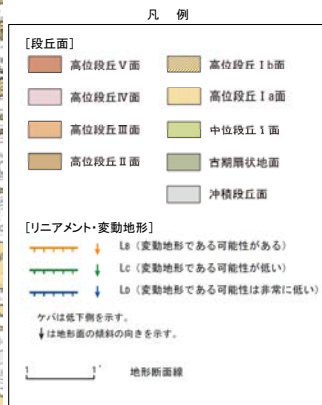 凡 例
[段丘面]
高位段丘Ⅴ面
高位段丘Ⅳ面
高位段丘Ⅲ面
高位段丘Ⅱ面
高位段丘Ⅰb面
高位段丘Ⅰa面
中位段丘1面
古期扇状地面
沖積段丘面
[リニアメント・変動地形]
LB (変動地形である可能性がある)
LC (変動地形である可能性が低い)
LD (変動地形である可能性は非常に低い)
ケバは低下側を示す。
↓は地形面の傾斜の向きを示す。
1 1' 地形断面線